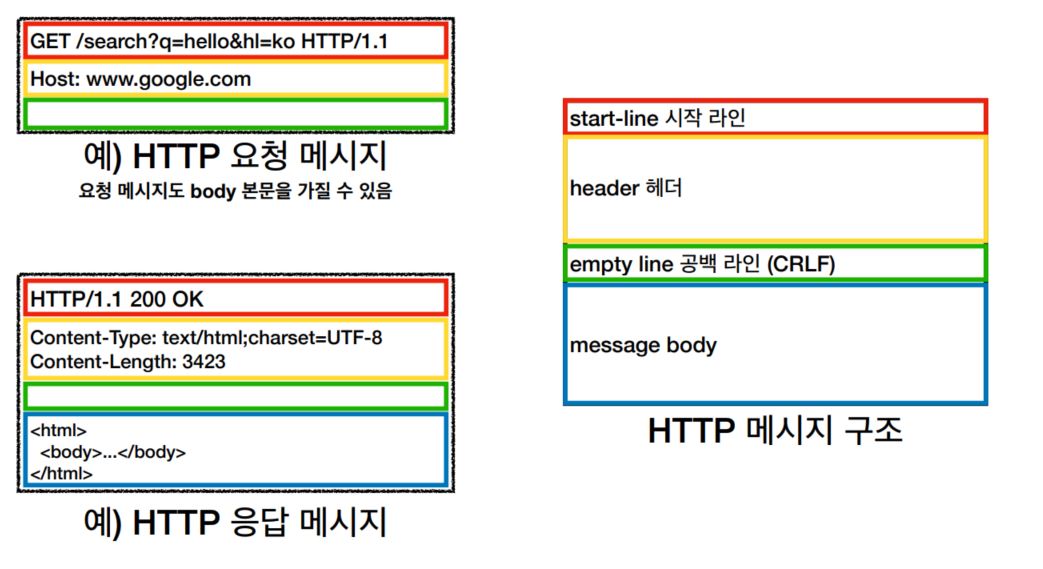 GET /search?q=hello&hl=ko HTTP/1.1
Host: www.google.com
예) HTTP 요청 메시지
요청 메시지도 body 본문을 가질 수 있음
HTTP/1.1 200 OK
Content-Type: text/html;charset=UTF-8
Content-Length: 3423
<html>
<body>...</body>
</html>
예) HTTP 응답 메시지
start-line 시작 라인
header 헤더
empty line 공백 라인 (CRLF)
message body
HTTP 메시지 구조